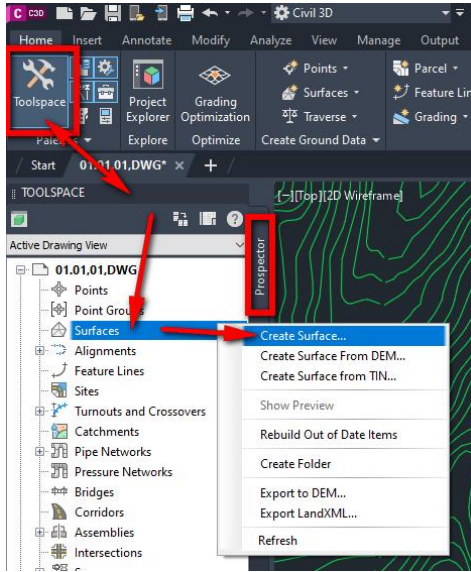 C C3D Civil 3D
Home Insert Annotate Modify Analyze View Manage Output
Toolspace
Project Explorer
Grading Optimization
Points
Surfaces
Traverse
Parcel
Feature Lin
Grading
Explore Optimize Create Ground Data
Start 01.01.01,DWG* × +
TOOLSPACE
[–][Top][2D Wireframe]
Active Drawing View
Prospector
01.01.01,DWG
Points
Point Gro
Surfaces
Alignments
Feature Lines
Sites
Turnouts and Crossovers
Catchments
Pipe Networks
Pressure Networks
Bridges
Corridors
Assemblies
Intersections
Create Surface...
Create Surface From DEM...
Create Surface from TIN...
Show Preview
Rebuild Out of Date Items
Create Folder
Export to DEM...
Export LandXML...
Refresh